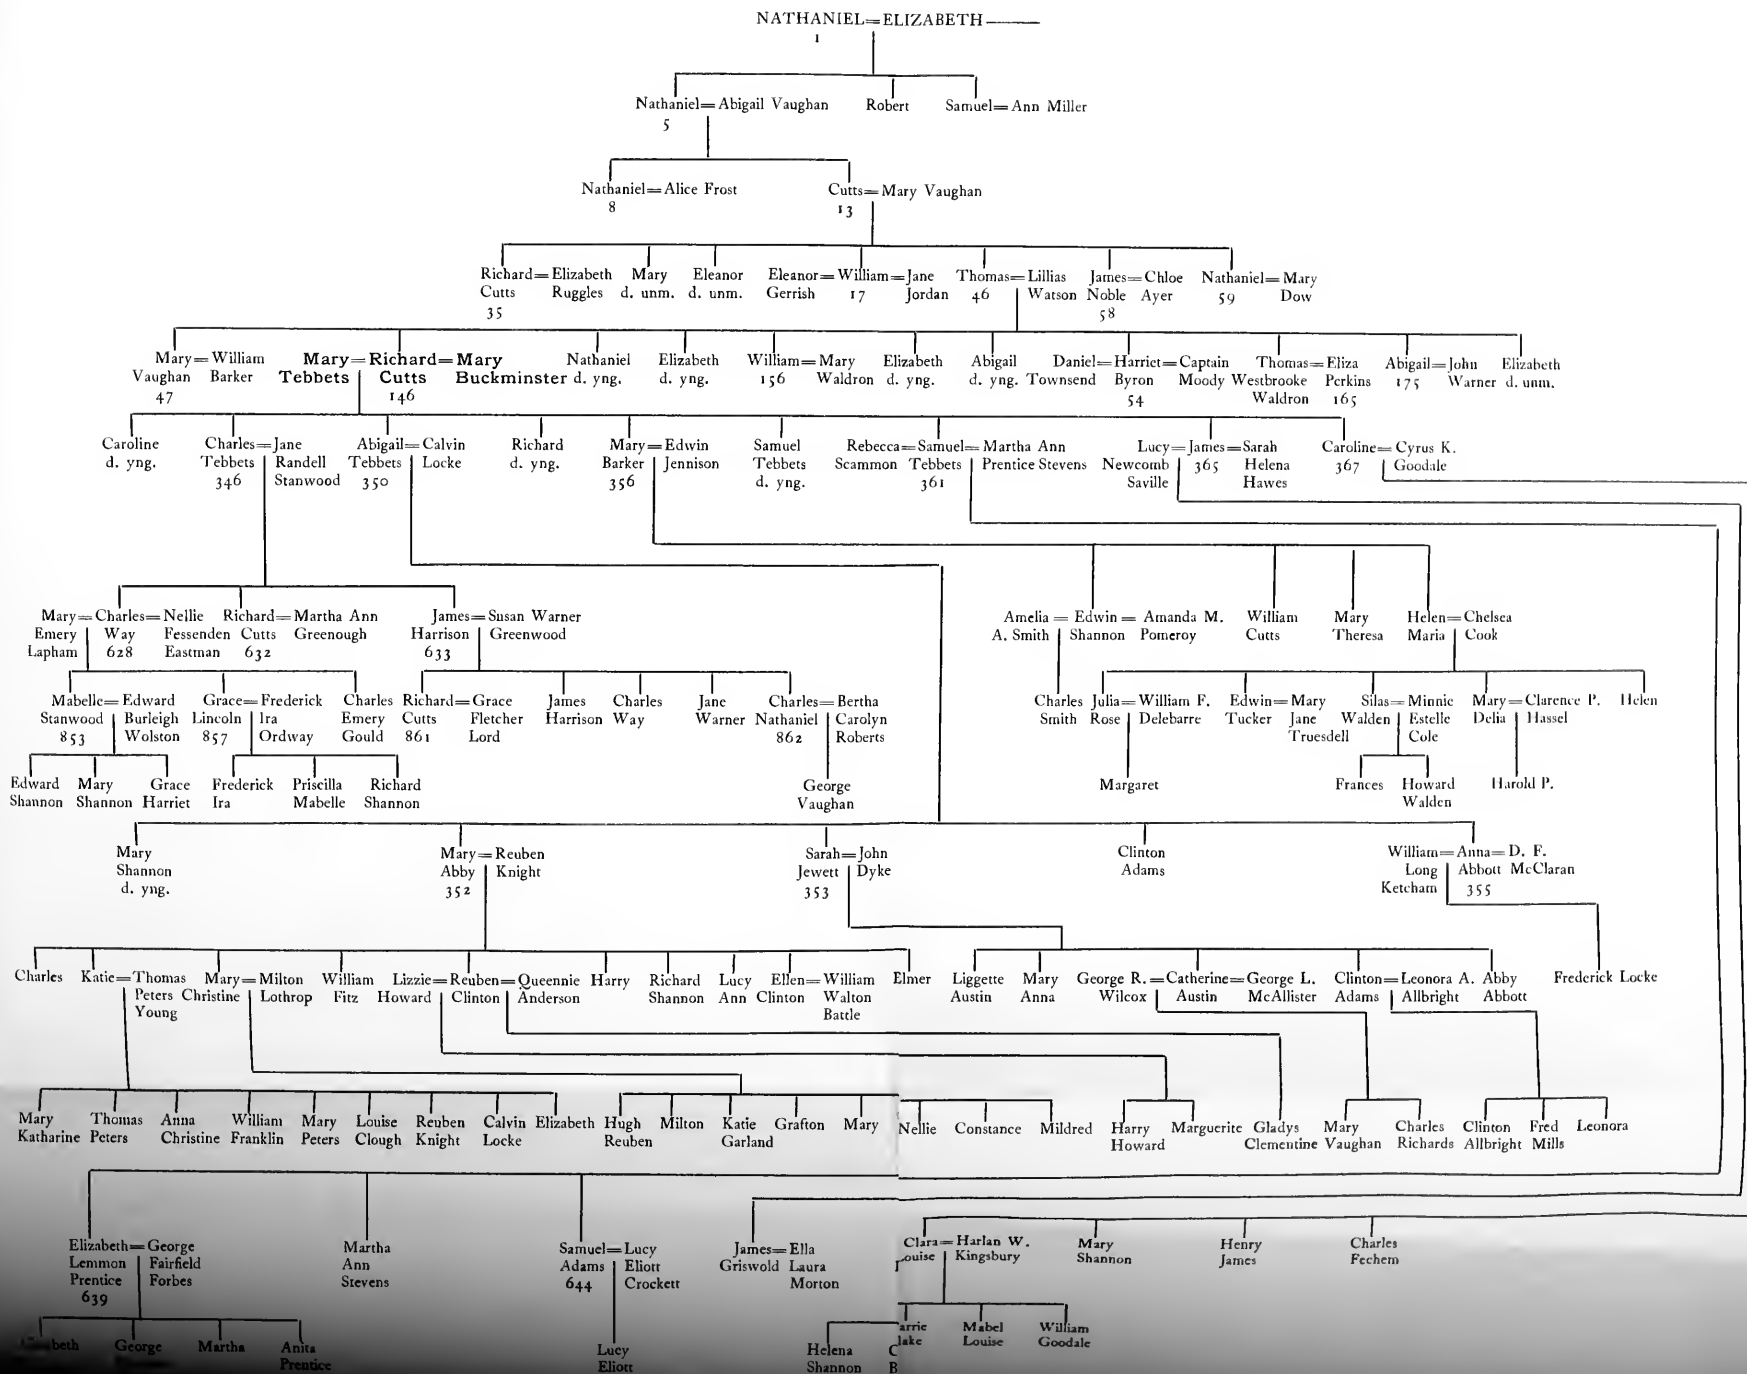 NATHANIEL=ELIZABETH
1
Nathaniel=Abigail Vaughan Robert Samuel=Ann Miller
5
Nathaniel=Alice Frost Cutts=Mary Vaughan
8 13
Richard=Elizabeth Mary Eleanor Eleanor=William=Jane Thomas=Lillias James=Chloe Nathaniel=Mary
Cutts Ruggles d. unm. d. unm. Gerrish 17 Jordan 46 Watson Noble Ayer 59 Dow
35 58
Mary=William Mary=Richard=Mary Nathaniel Elizabeth William=Mary Elizabeth Abigail Daniel=Harriet=Captain Thomas=Eliza Abigail=John Elizabeth
Vaughan Barker Tebbets Cutts Buckminster d. yng. d. yng. 156 Waldron d. yng. d. yng. Townsend Byron Moody Westbrooke Perkins 175 Warner d. unm.
47 146 54 Waldron 165
Caroline Charles=Jane Abigail=Calvin Richard Mary=Edwin Samuel Rebecca=Samuel=Martha Ann Lucy=James=Sarah Caroline=Cyrus K.
d. yng. Tebbets Randell Tebbets Locke d. yng. Barker Jennison Tebbets Scammon Tebbets Prentice Stevens Newcomb 365 Helena 367 Goodale
346 Stanwood 350 356 d. yng. 361 Saville Hawes
Mary=Charles=Nellie Richard=Martha Ann James=Susan Warner Amelia=Edwin=Amanda M. William Mary Helen=Chelsea
Emery Way Fessenden Cutts Greenough Harrison Greenwood A. Smith Shannon Pomeroy Cutts Theresa Maria Cook
Lapham 628 Eastman 632 633
Mabelle=Edward Grace=Frederick Charles Richard=Grace James Charles Jane Charles=Bertha Charles Julia=William F. Edwin=Mary Silas=Minnie Mary=Clarence P. Helen
Stanwood Burleigh Lincoln Ira Emery Cutts Fletcher Harrison Way Warner Nathaniel Carolyn Smith Rose Delebarre Tucker Jane Walden Estelle Delia Hassel
853 Wolston 857 Ordway Gould 861 Lord 862 Roberts Truesdell Cole
Edward Mary Grace Frederick Priscilla Richard George Margaret Frances Howard Harold P.
Shannon Shannon Harriet Ira Mabelle Shannon Vaughan Walden
Mary Mary=Reuben Sarah=John Clinton William=Anna=D. F.
Shannon Abby Knight Jewett Dyke Adams Long Abbott McClaran
d. yng. 352 353 Ketcham 355
Charles Katie=Thomas Mary=Milton William Lizzie=Reuben=Queennie Harry Richard Lucy Ellen=William Elmer Liggette Mary George R.=Catherine=George L. Clinton=Leonora A. Abby Frederick Locke
Peters Christine Lothrop Fitz Howard Clinton Anderson Shannon Ann Clinton Walton Austin Anna Wilcox Austin McAllister Adams Allbright Abbott
Young Battle
Mary Thomas Anna William Mary Louise Reuben Calvin Elizabeth Hugh Milton Katie Grafton Mary Nellie Constance Mildred Harry Marguerite Gladys Mary Charles Clinton Fred Leonora
Katharine Peters Christine Franklin Peters Clough Knight Locke Reuben Garland Howard Clementine Vaughan Richards Allbright Mills
Elizabeth=George Martha Samuel=Lucy James=Ella Clara=Harlan W. Mary Henry Charles
Lemmon Fairfield Ann Adams Eliott Griswold Laura ouise Kingsbury Shannon James Fechem
Prentice Forbes Stevens 644 Crockett Morton
639
beth George Martha Anita Lucy Helena C arrie Mabel William
Prentice Eliott Shannon B lake Louise Goodale